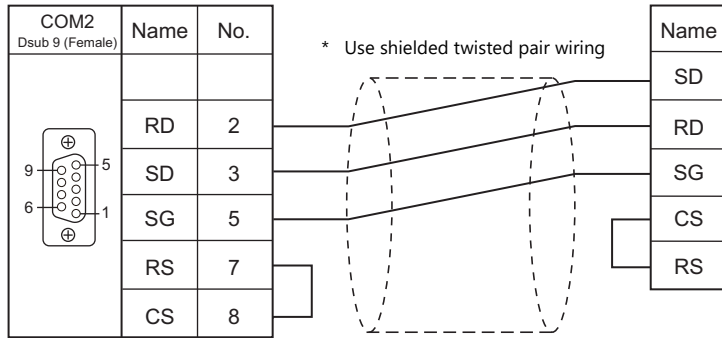 COM2
Dsub 9 (Female)
Name No.
* Use shielded twisted pair wiring
Name
SD
RD 2
RD
9 5
SD 3
SG
6 1
SG 5
CS
RS 7
RS
CS 8